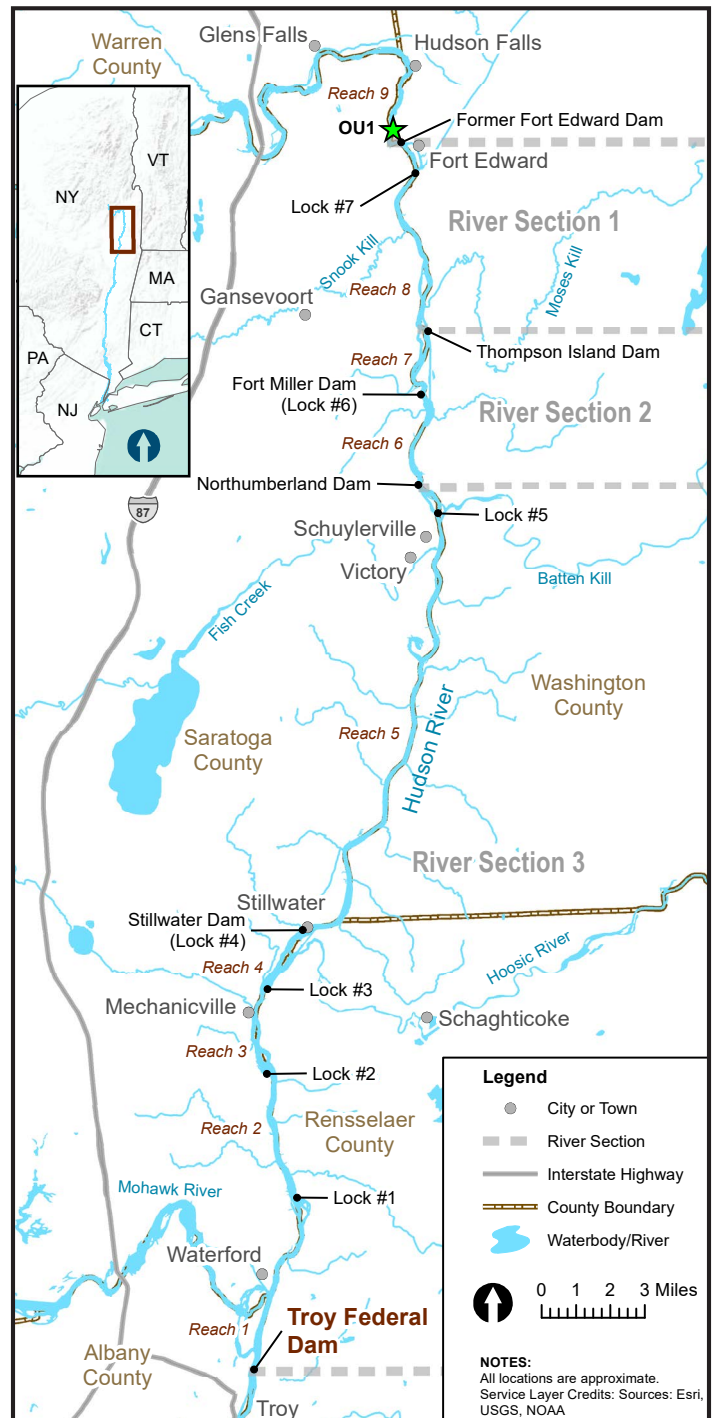 Glens Falls
Warren
County
Hudson Falls
Reach 9
OU1
Former Fort Edward Dam
Fort Edward
Lock #7
VT
NY
MA
CT
PA
NJ
River Section 1
Snook Kill
Moses Kill
Reach 8
Gansevoort
Thompson Island Dam
Reach 7
Fort Miller Dam
(Lock #6)
River Section 2
Reach 6
Northumberland Dam
87
Lock #5
Schuylerville
Victory
Batten Kill
Fish Creek
Washington
County
Hudson River
Reach 5
Saratoga
County
River Section 3
Stillwater
Stillwater Dam
(Lock #4)
Hoosic River
Reach 4
Lock #3
Mechanicville
Schaghticoke
Reach 3
Lock #2
Reach 2
Rensselaer
County
Mohawk River
Lock #1
Waterford
Reach 1
Troy Federal
Dam
Albany
County
Troy
Legend
City or Town
River Section
Interstate Highway
County Boundary
Waterbody/River
0 1 2 3 Miles
NOTES:
All locations are approximate.
Service Layer Credits: Sources: Esri,
USGS, NOAA